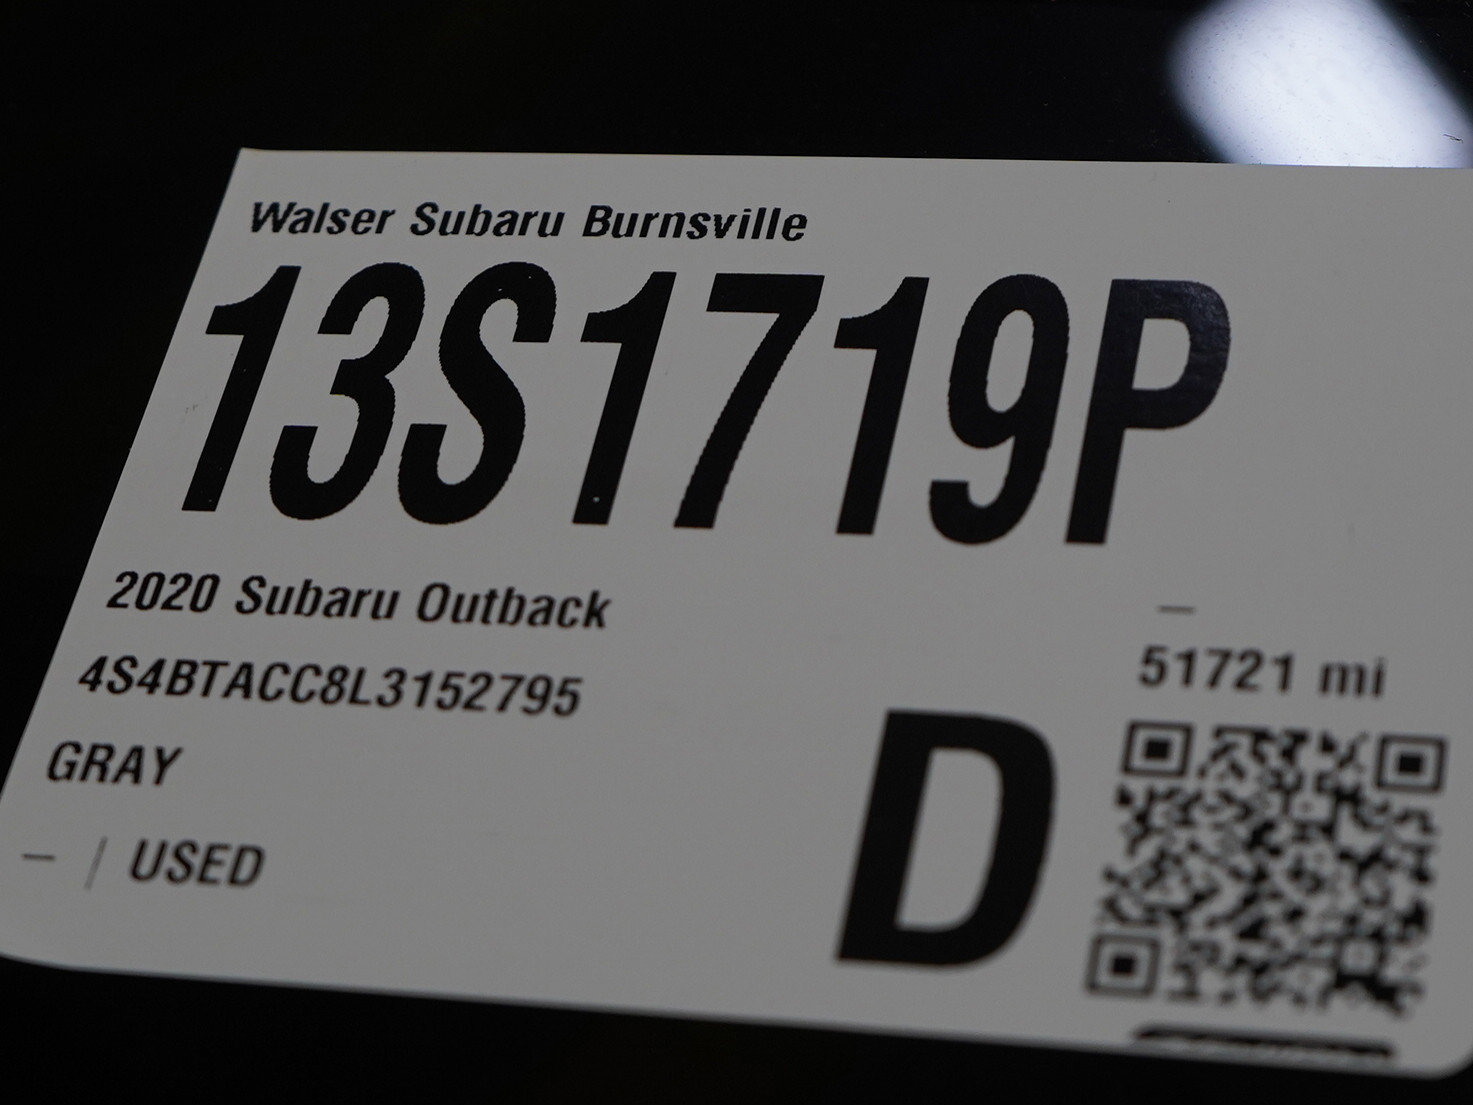 Walser Subaru Burnsville
13S1719P
2020 Subaru Outback
4S4BTACC8L3152795
GRAY
– / USED
–
51721 mi
D